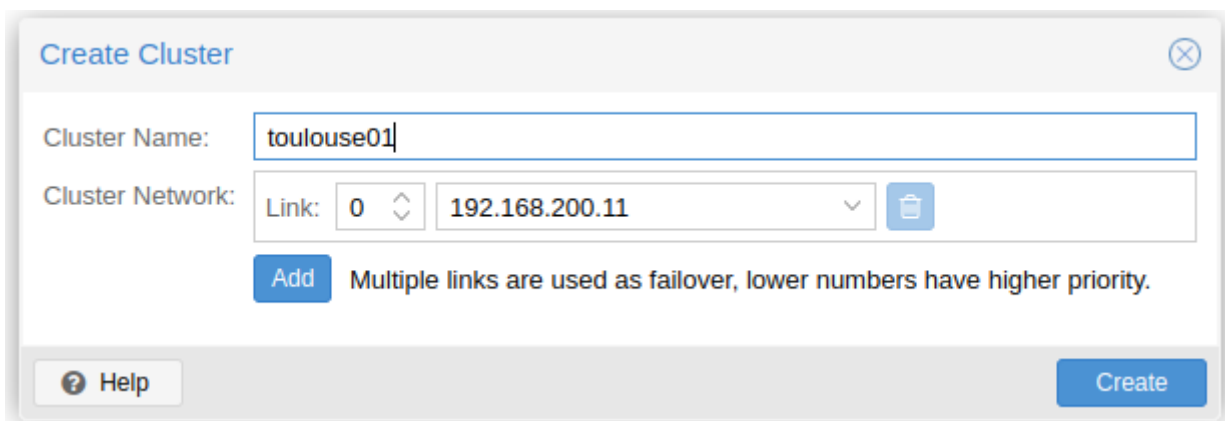 Create Cluster
Cluster Name: toulouse01
Cluster Network: Link: 0 192.168.200.11
Add Multiple links are used as failover, lower numbers have higher priority.
Help Create